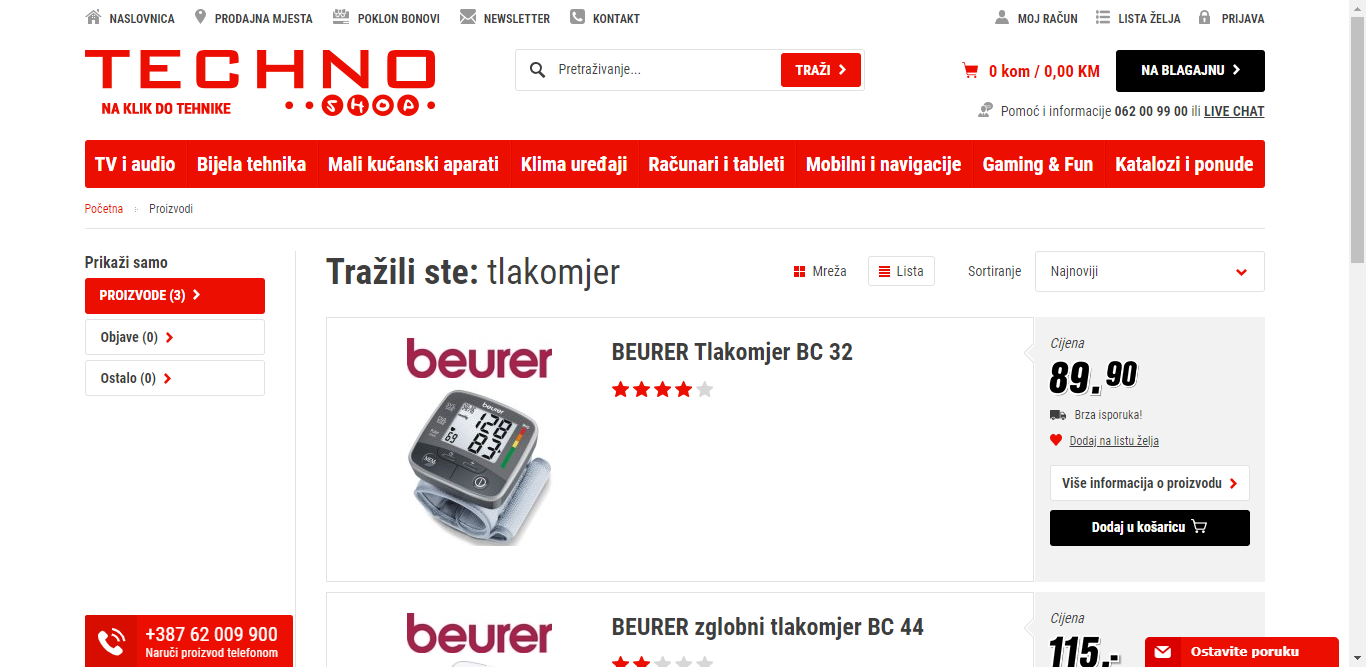 NASLOVNICA
PRODAJNA MJESTA
POKLON BONOVI
NEWSLETTER
KONTAKT
MOJ RAČUN
LISTA ŽELJA
PRIJAVA
TECHNO
NA KLIK DO TEHNIKE
SHOP
Pretraživanje...
TRAŽI
0 kom / 0,00 KM
NA BLAGAJNU
Pomoć i informacije 062 00 99 00 ili LIVE CHAT
TV i audio
Bijela tehnika
Mali kućanski aparati
Klima uređaji
Računari i tableti
Mobilni i navigacije
Gaming & Fun
Katalozi i ponude
Početna
Proizvodi
Prikaži samo
PROIZVODE (3)
Objave (0)
Ostalo (0)
Tražili ste: tlakomjer
Mreža
Lista
Sortiranje
Najnoviji
beurer
beurer
128
83
69
BEURER Tlakomjer BC 32
Cijena
89.90
Brza isporuka!
Dodaj na listu želja
Više informacija o proizvodu
Dodaj u košaricu
beurer
BEURER zglobni tlakomjer BC 44
Cijena
115.-
+387 62 009 900
Naruči proizvod telefonom
Ostavite poruku